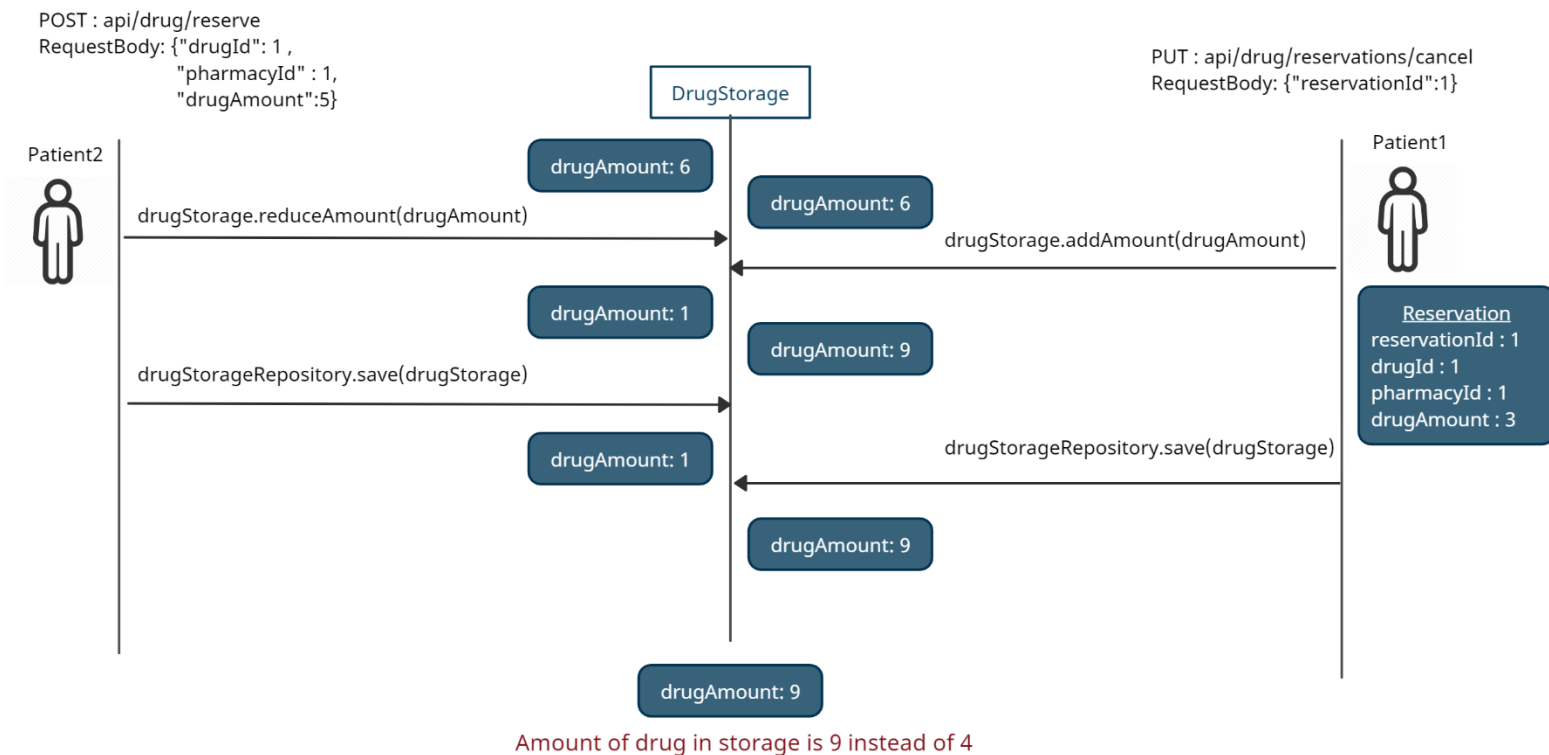 POST : api/drug/reserve
RequestBody: {"drugId": 1 ,
"pharmacyId" : 1,
"drugAmount":5}
PUT : api/drug/reservations/cancel
RequestBody: {"reservationId":1}
DrugStorage
Patient2
Patient1
drugAmount: 6
drugAmount: 6
drugStorage.reduceAmount(drugAmount)
drugStorage.addAmount(drugAmount)
drugAmount: 1
drugAmount: 9
Reservation
reservationId : 1
drugId : 1
pharmacyId : 1
drugAmount : 3
drugStorageRepository.save(drugStorage)
drugAmount: 1
drugStorageRepository.save(drugStorage)
drugAmount: 9
drugAmount: 9
Amount of drug in storage is 9 instead of 4